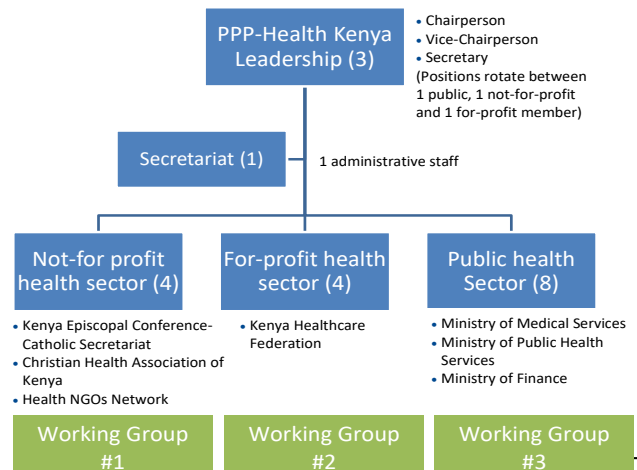 PPP-Health Kenya
Leadership (3)
• Chairperson
• Vice-Chairperson
• Secretary
(Positions rotate between
1 public, 1 not-for-profit
and 1 for-profit member)
Secretariat (1)
1 administrative staff
Not-for profit
health sector (4)
• Kenya Episcopal Conference-
Catholic Secretariat
• Christian Health Association of
Kenya
• Health NGOs Network
For-profit health
sector (4)
• Kenya Healthcare
Federation
Public health
Sector (8)
• Ministry of Medical Services
• Ministry of Public Health
Services
• Ministry of Finance
Working Group
#1
Working Group
#2
Working Group
#3